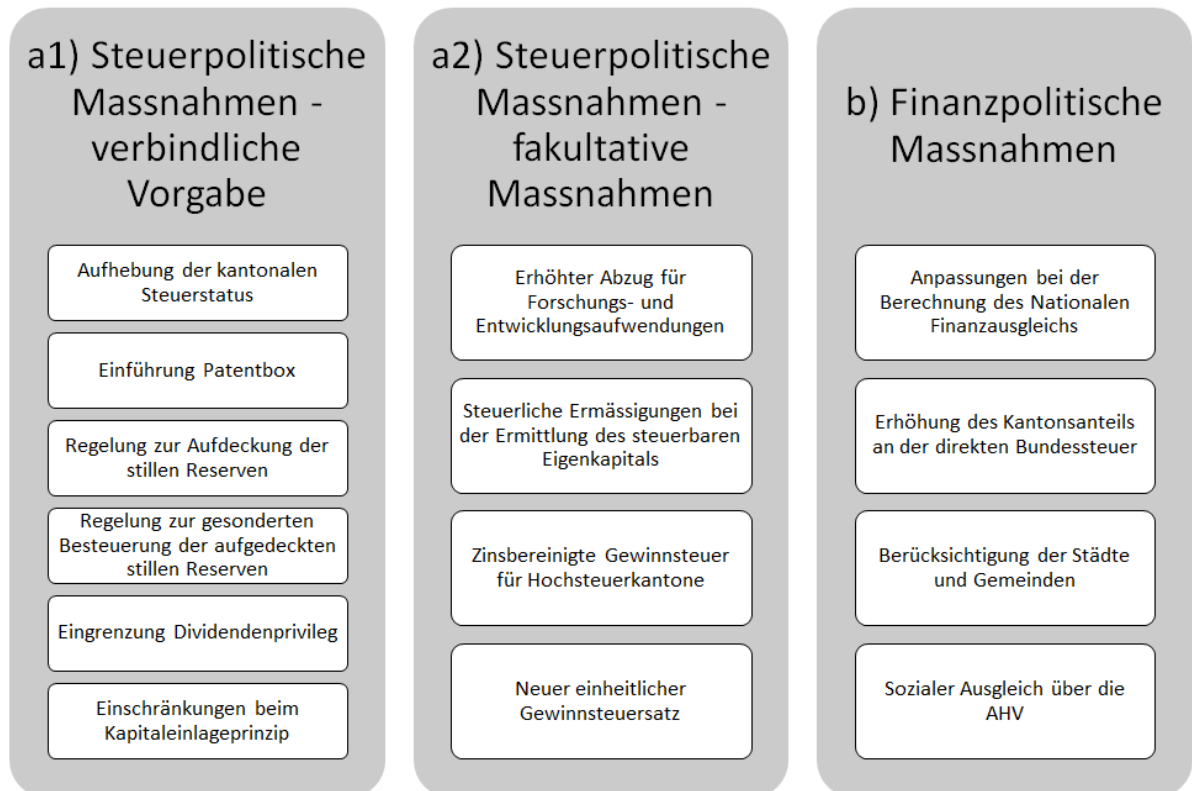 a1) Steuerpolitische
Massnahmen -
verbindliche
Vorgabe
Aufhebung der kantonalen
Steuerstatus
Einführung Patentbox
Regelung zur Aufdeckung der
stillen Reserven
Regelung zur gesonderten
Besteuerung der aufgedeckten
stillen Reserven
Eingrenzung Dividendenprivileg
Einschränkungen beim
Kapitaleinlageprinzip
a2) Steuerpolitische
Massnahmen -
fakultative
Massnahmen
Erhöhter Abzug für
Forschungs- und
Entwicklungsaufwendungen
Steuerliche Ermässigungen bei
der Ermittlung des steuerbaren
Eigenkapitals
Zinsbereinigte Gewinnsteuer
für Hochsteuerkantone
Neuer einheitlicher
Gewinnsteuersatz
b) Finanzpolitische
Massnahmen
Anpassungen bei der
Berechnung des Nationalen
Finanzausgleichs
Erhöhung des Kantonsanteils
an der direkten Bundessteuer
Berücksichtigung der Städte
und Gemeinden
Sozialer Ausgleich über die
AHV